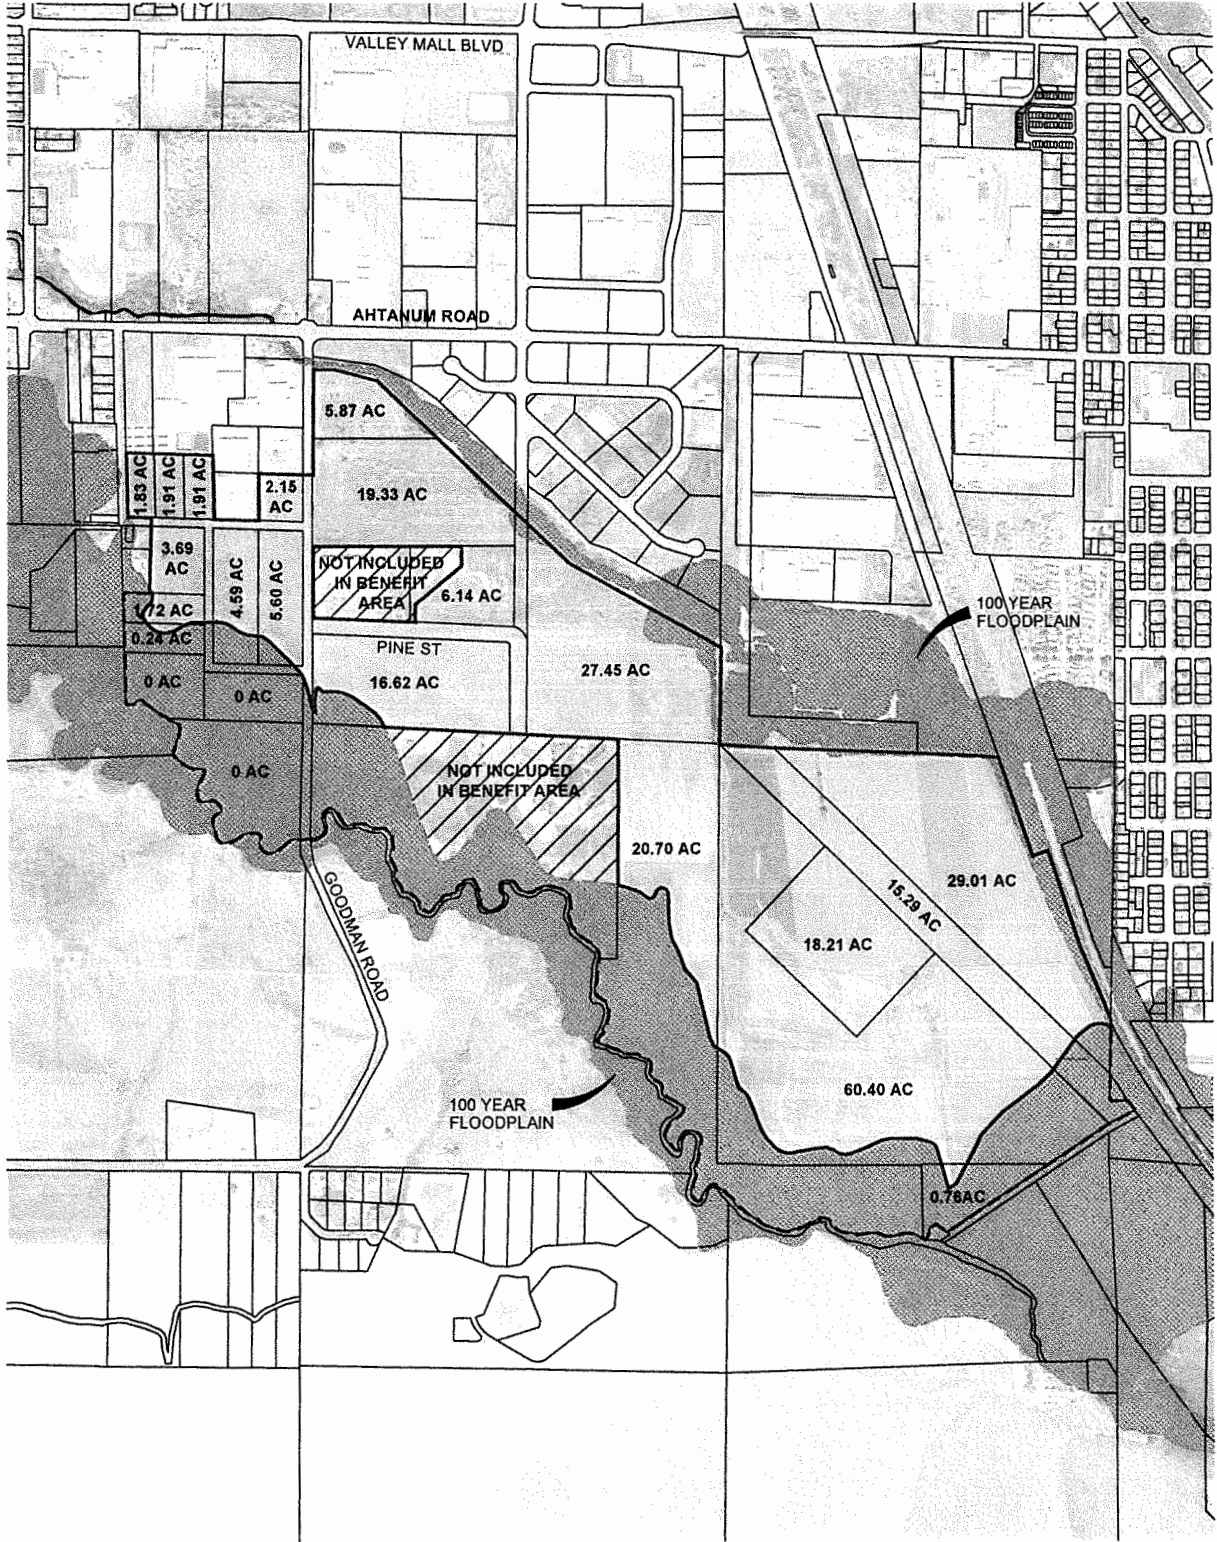 VALLEY MALL BLVD
AHTANUM ROAD
5.87 AC
1.83 AC
1.91 AC
1.91 AC
2.15
AC
19.33 AC
3.69
AC
4.59 AC
5.60 AC
NOT INCLUDED
IN BENEFIT
AREA
6.14 AC
1.72 AC
0.24 AC
100 YEAR
FLOODPLAIN
PINE ST
16.62 AC
27.45 AC
0 AC
0 AC
0 AC
NOT INCLUDED
IN BENEFIT AREA
20.70 AC
29.01 AC
15.29 AC
18.21 AC
GOODMAN ROAD
60.40 AC
100 YEAR
FLOODPLAIN
0.76AC